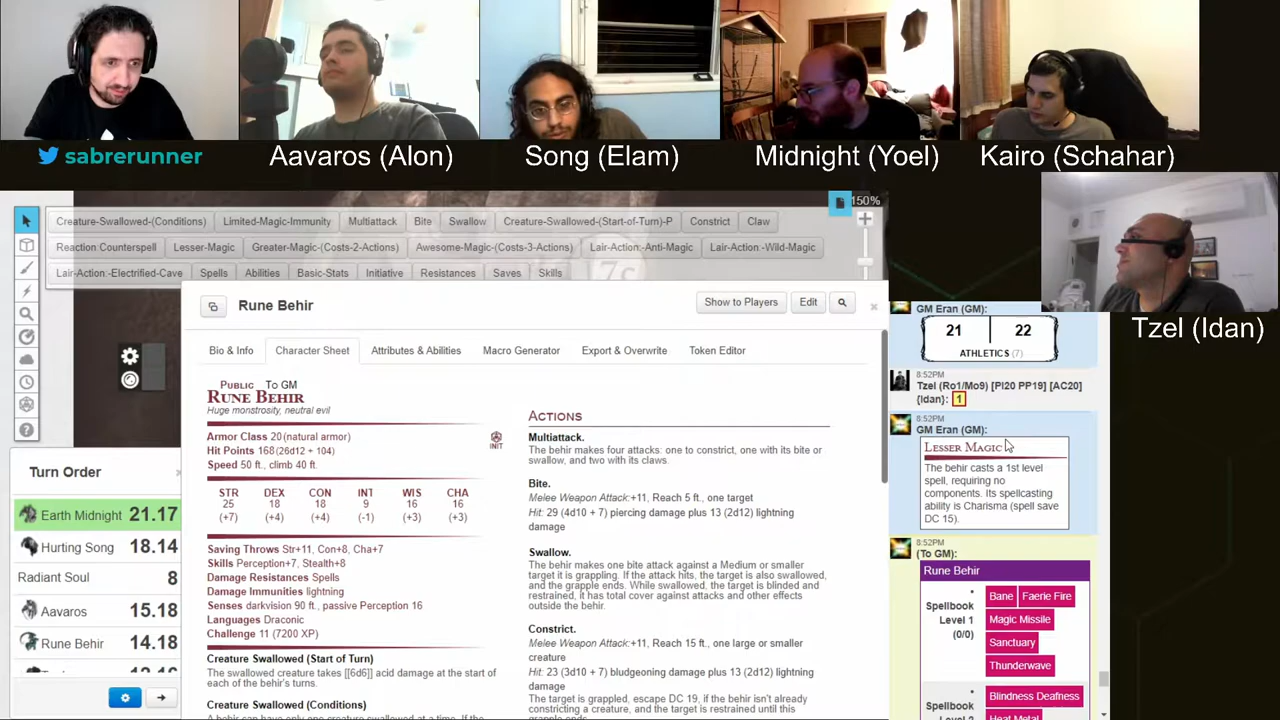 sabrerunner
Aavaros (Alon)
Song (Elam)
Midnight (Yoel)
Kairo (Schahar)
Tzel (Idan)
150%
Creature-Swallowed-(Conditions)
Limited-Magic-Immunity
Multiattack
Bite
Swallow
Creature-Swallowed-(Start-of-Turn)-P
Constrict
Claw
Reaction:Counterspell
Lesser-Magic
Greater-Magic-(Costs-2-Actions)
Awesome-Magic-(Costs-3-Actions)
Lair-Action:-Anti-Magic
Lair-Action:-Wild-Magic
Lair-Action:-Electrified-Cave
Spells
Abilities
Basic-Stats
Initiative
Resistances
Saves
Skills
17c
Rune Behir
Show to Players
Edit
Bio & Info
Character Sheet
Attributes & Abilities
Macro Generator
Export & Overwrite
Token Editor
Public To GM
Rune Behir
Huge monstrosity, neutral evil
Armor Class 20 (natural armor)
Hit Points 168 (26d12 + 104)
Speed 50 ft., climb 40 ft.
INIT
STR DEX CON INT WIS CHA
25 18 18 9 16 16
(+7) (+4) (+4) (-1) (+3) (+3)
Saving Throws Str+11, Con+8, Cha+7
Skills Perception+7, Stealth+8
Damage Resistances Spells
Damage Immunities lightning
Senses darkvision 90 ft., passive Perception 16
Languages Draconic
Challenge 11 (7200 XP)
Creature Swallowed (Start of Turn)
The swallowed creature takes [[6d6]] acid damage at the start of
each of the behir's turns.
Creature Swallowed (Conditions)
A behir can have only one creature swallowed at a time. If the
Actions
Multiattack.
The behir makes four attacks: one to constrict, one with its bite or
swallow, and two with its claws.
Bite.
Melee Weapon Attack:+11, Reach 5 ft., one target
Hit: 29 (4d10 + 7) piercing damage plus 13 (2d12) lightning
damage
Swallow.
The behir makes one bite attack against a Medium or smaller
target it is grappling. If the attack hits, the target is also swallowed,
and the grapple ends. While swallowed, the target is blinded and
restrained, it has total cover against attacks and other effects
outside the behir.
Constrict.
Melee Weapon Attack:+11, Reach 15 ft., one large or smaller
creature
Hit: 23 (3d10 + 7) bludgeoning damage plus 13 (2d12) lightning
damage
The target is grappled, escape DC 19, if the behir isn't already
constricting a creature, and the target is restrained until this
grapple ends.
Turn Order
Earth Midnight 21.17
Hurting Song 18.14
Radiant Soul 8
Aavaros 15.18
Rune Behir 14.18
GM Eran (GM):
21 22
ATHLETICS (7)
8:52PM
Tzel (Ro1/Mo9) [PI20 PP19] [AC20]
{Idan}: 1
8:52PM
GM Eran (GM):
Lesser Magic
The behir casts a 1st level
spell, requiring no
components. Its spellcasting
ability is Charisma (spell save
DC 15).
8:52PM
(To GM):
Rune Behir
Spellbook
Level 1
(0/0)
Bane
Faerie Fire
Magic Missile
Sanctuary
Thunderwave
Spellbook
Level 2
Blindness Deafness
Heat Metal